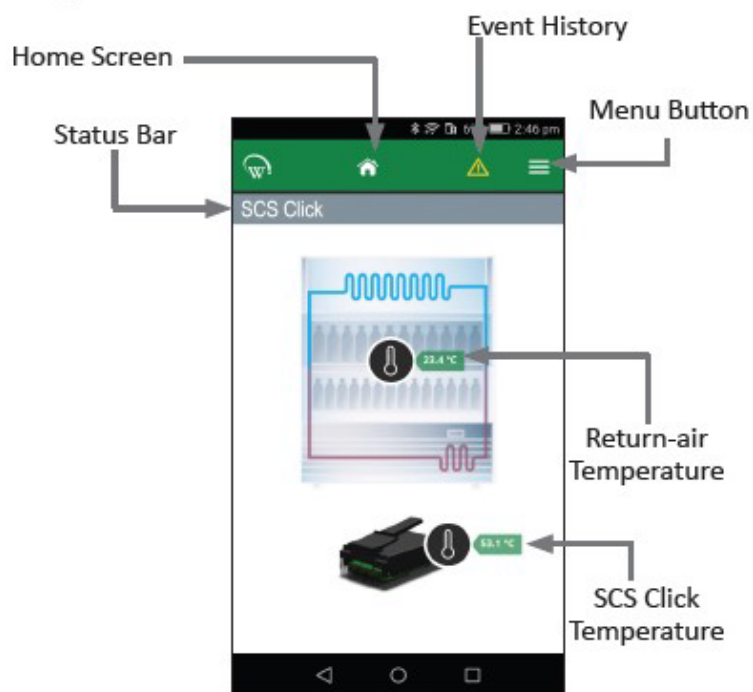 Event History
Home Screen
Menu Button
Status Bar
2:46 pm
W
SCS Click
23.4 °C
Return-air
Temperature
53.1 °C
SCS Click
Temperature